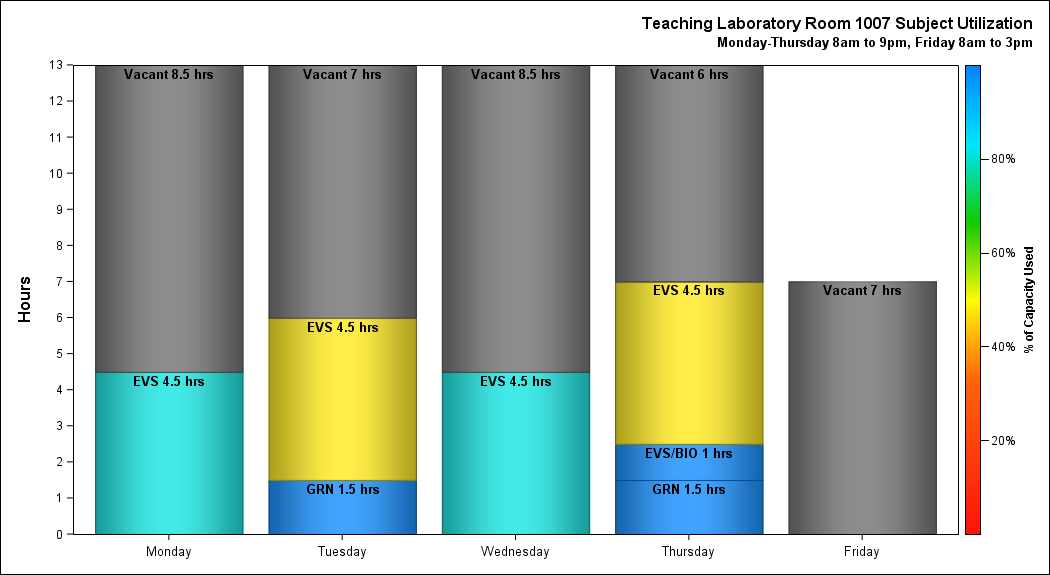 Teaching Laboratory Room 1007 Subject Utilization
Monday-Thursday 8am to 9pm, Friday 8am to 3pm
Hours
13
12
11
10
9
8
7
6
5
4
3
2
1
0
Vacant 8.5 hrs
EVS 4.5 hrs
Vacant 7 hrs
EVS 4.5 hrs
GRN 1.5 hrs
Vacant 8.5 hrs
EVS 4.5 hrs
Vacant 6 hrs
EVS 4.5 hrs
EVS/BIO 1 hrs
GRN 1.5 hrs
Vacant 7 hrs
Monday
Tuesday
Wednesday
Thursday
Friday
80%
60%
40%
20%
% of Capacity Used